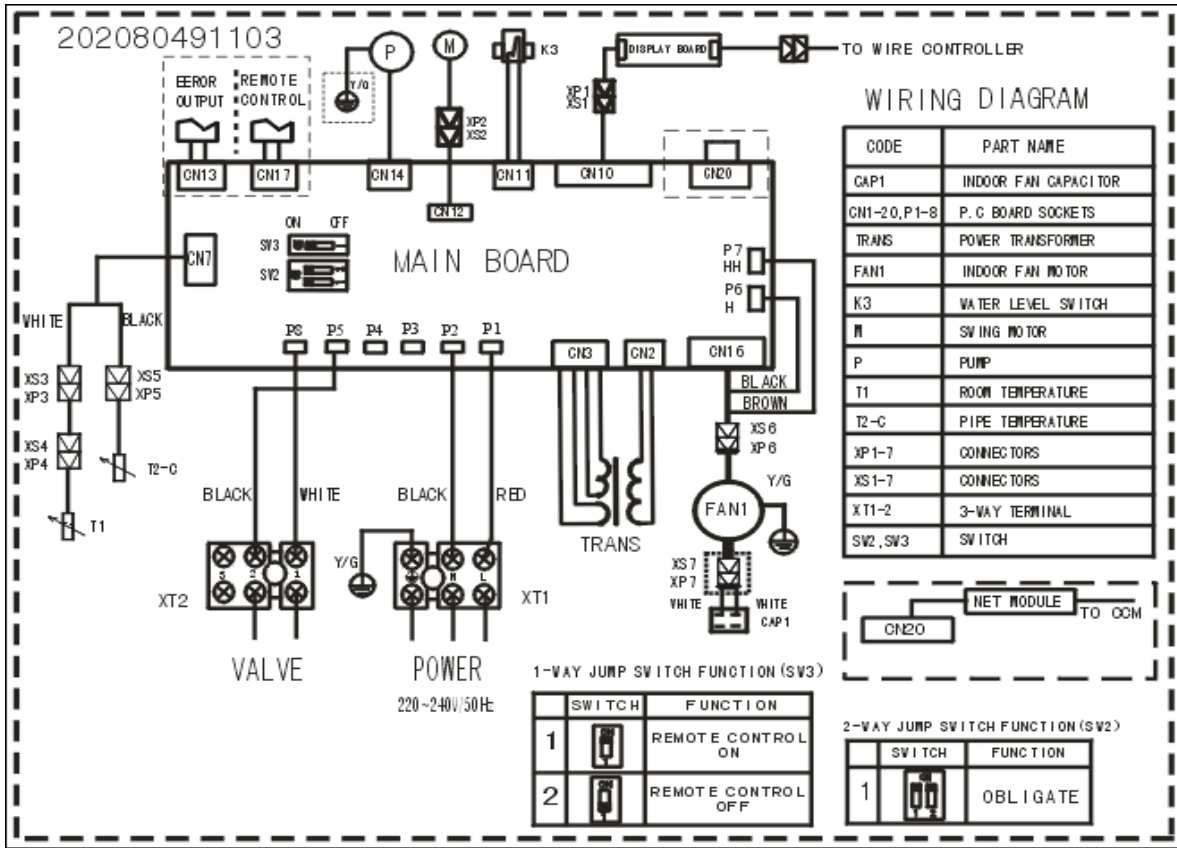 202080491103
EEROR
OUTPUT
REMOTE
CONTROL
CN13
CN17
Y/G
P
CN14
M
XP2
XS2
CN12
K3
CN11
XP1
XS1
CN10
DISPLAY BOARD
TO WIRE CONTROLLER
CN20
CN7
ON OFF
SW3
SW2
MAIN BOARD
P7
HH
P6
H
P8 P5 P4 P3 P2 P1
CN3
CN2
CN16
BLACK
BROWN
WHITE
BLACK
XS3
XP3
XS5
XP5
XS4
XP4
T2-C
T1
BLACK
WHITE
BLACK
RED
TRANS
XS6
XP6
Y/G
FAN1
XS7
XP7
WHITE
WHITE
CAP1
XT2
3 2 1
Y/G
N L
XT1
VALVE
POWER
220~240V/50Hz
WIRING DIAGRAM
CODE PART NAME
CAP1 INDOOR FAN CAPACITOR
CN1-20,P1-8 P.C BOARD SOCKETS
TRANS POWER TRANSFORMER
FAN1 INDOOR FAN MOTOR
K3 WATER LEVEL SWITCH
M SWING MOTOR
P PUMP
T1 ROOM TEMPERATURE
T2-C PIPE TEMPERATURE
XP1-7 CONNECTORS
XS1-7 CONNECTORS
XT1-2 3-WAY TERMINAL
SW2,SW3 SWITCH
CN20
NET MODULE
TO CCM
1-WAY JUMP SWITCH FUNCTION(SW3)
SWITCH FUNCTION
1 ON REMOTE CONTROL
ON
2 ON REMOTE CONTROL
OFF
2-WAY JUMP SWITCH FUNCTION(SW2)
SWITCH FUNCTION
1 ON OBLIGATE